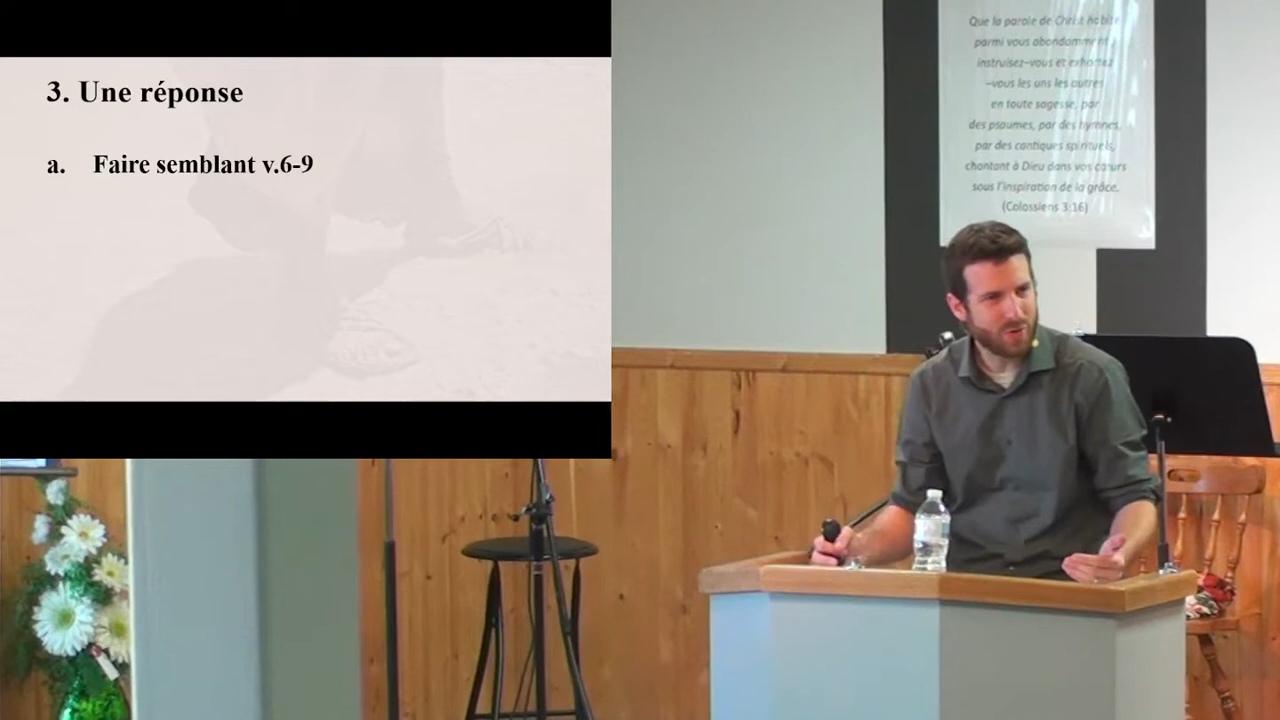 3. Une réponse
a. Faire semblant v.6-9
Que la parole de Christ habite
parmi vous abondamment,
instruisez-vous et exhortez
-vous les uns les autres
en toute sagesse, par
des psaumes, par des hymnes,
par des cantiques spirituels,
chantant à Dieu dans vos cœurs
sous l'inspiration de la grâce.
(Colossiens 3:16)